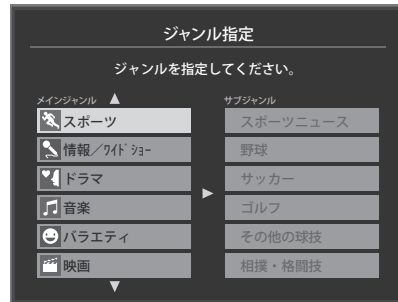 ジャンル指定
ジャンルを指定してください。
メインジャンル
スポーツ
情報／ﾜｲﾄﾞｼｮｰ
ドラマ
音楽
バラエティ
映画
サブジャンル
スポーツニュース
野球
サッカー
ゴルフ
その他の球技
相撲・格闘技